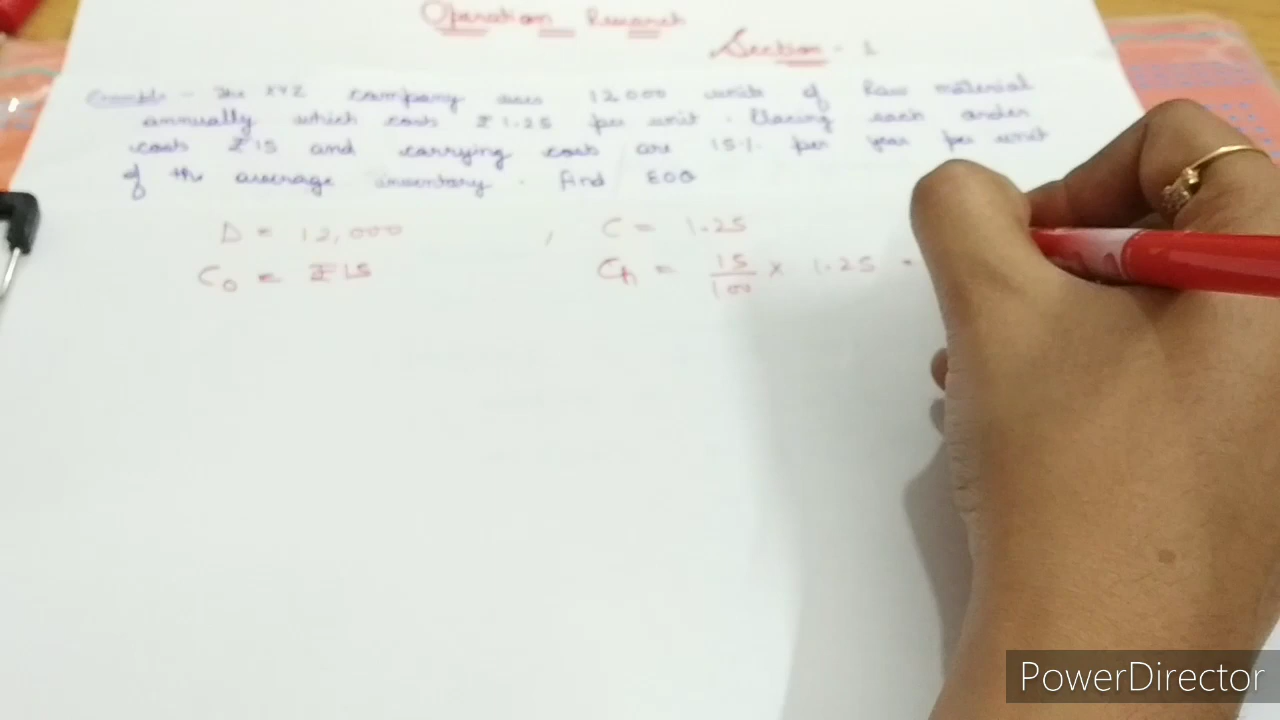 Operation Research
Section - 1
Example - The XYZ company uses 12000 units of Raw material
annually which costs ₹1.25 per unit. Placing each order
costs ₹15 and carrying costs are 15% per year per unit
of the average inventory. Find EOQ
D = 12,000 , C = 1.25
C₀ = ₹15 Ch = 15/100 × 1.25 =
PowerDirector